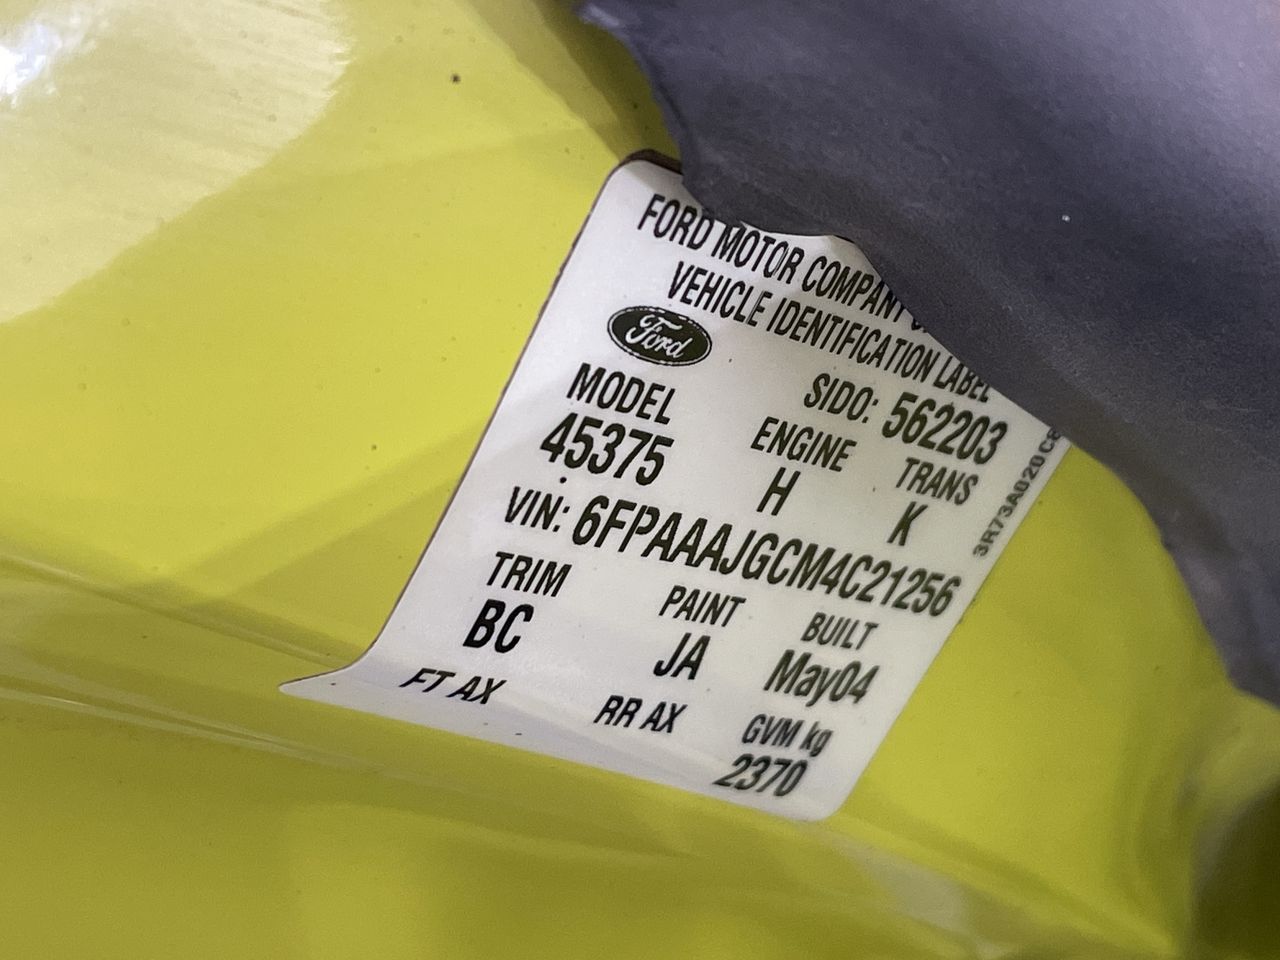 FORD MOTOR COMPANY
VEHICLE IDENTIFICATION LABEL
Ford
SIDO: 562203
MODEL ENGINE TRANS
45375 H K
VIN: 6FPAAAJGCM4C21256
TRIM PAINT BUILT
BC JA May04
FT AX RR AX GVM kg
2370
3R73A020